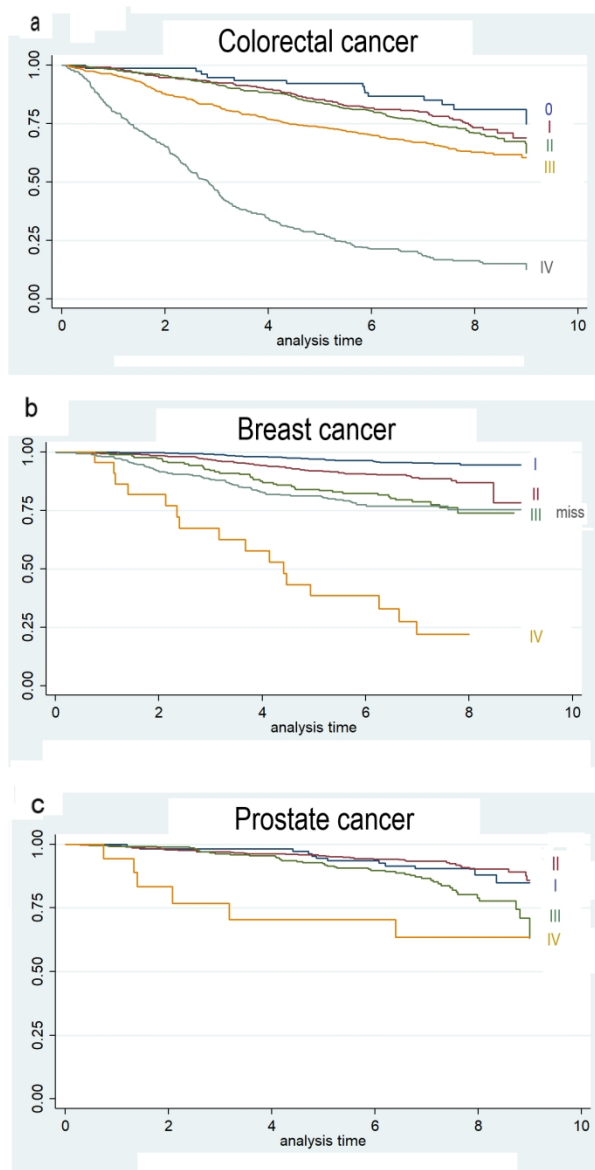 a
Colorectal cancer
1.00
0.75
0.50
0.25
0.00
0
I
II
III
IV
0 2 4 6 8 10
analysis time
b
Breast cancer
1.00
0.75
0.50
0.25
0.00
I
II
III miss
IV
0 2 4 6 8 10
analysis time
c
Prostate cancer
1.00
0.75
0.50
0.25
0.00
II
I
III
IV
0 2 4 6 8 10
analysis time